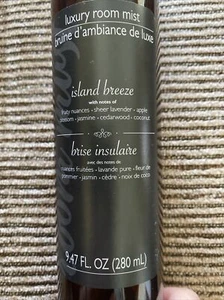 luxury room mist
bruine d'ambiance de luxe
island breeze
with notes of
fruity nuances • sheer lavender • apple
blossom • jasmine • cedarwood • coconut
brise insulaire
avec des notes de
nuances fruitées • lavande pure • fleur de
pommier • jasmin • cèdre • noix de coco
9.47 FL. OZ (280 mL)